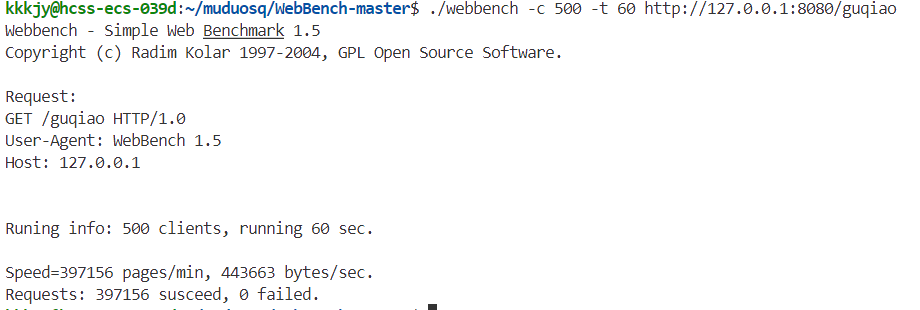 kkkjy@hcss-ecs-039d:~/muduosq/WebBench-master$ ./webbench -c 500 -t 60 http://127.0.0.1:8080/guqiao
Webbench - Simple Web Benchmark 1.5
Copyright (c) Radim Kolar 1997-2004, GPL Open Source Software.
Request:
GET /guqiao HTTP/1.0
User-Agent: WebBench 1.5
Host: 127.0.0.1
Runing info: 500 clients, running 60 sec.
Speed=397156 pages/min, 443663 bytes/sec.
Requests: 397156 susceed, 0 failed.